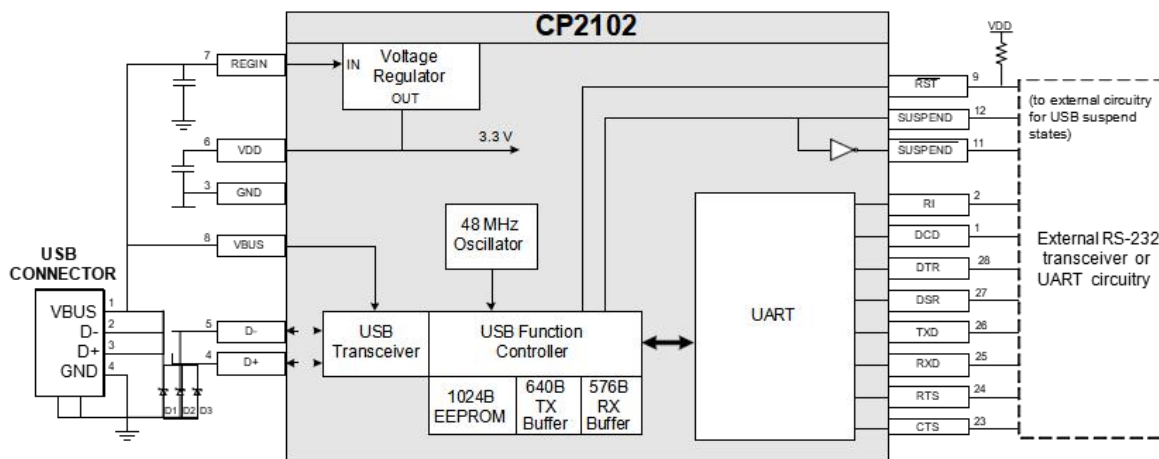 CP2102
7
REGIN
IN
Voltage
Regulator
OUT
6
VDD
3.3 V
3
GND
8
VBUS
48 MHz
Oscillator
USB
CONNECTOR
VBUS
D-
D+
GND
1
2
3
4
5
D-
4
D+
D1
D2
D3
USB
Transceiver
USB Function
Controller
1024B
EEPROM
640B
TX
Buffer
576B
RX
Buffer
UART
VDD
RST
9
SUSPEND
12
SUSPEND
11
RI
2
DCD
1
DTR
28
DSR
27
TXD
26
RXD
25
RTS
24
CTS
23
(to external circuitry
for USB suspend
states)
External RS-232
transceiver or
UART circuitry